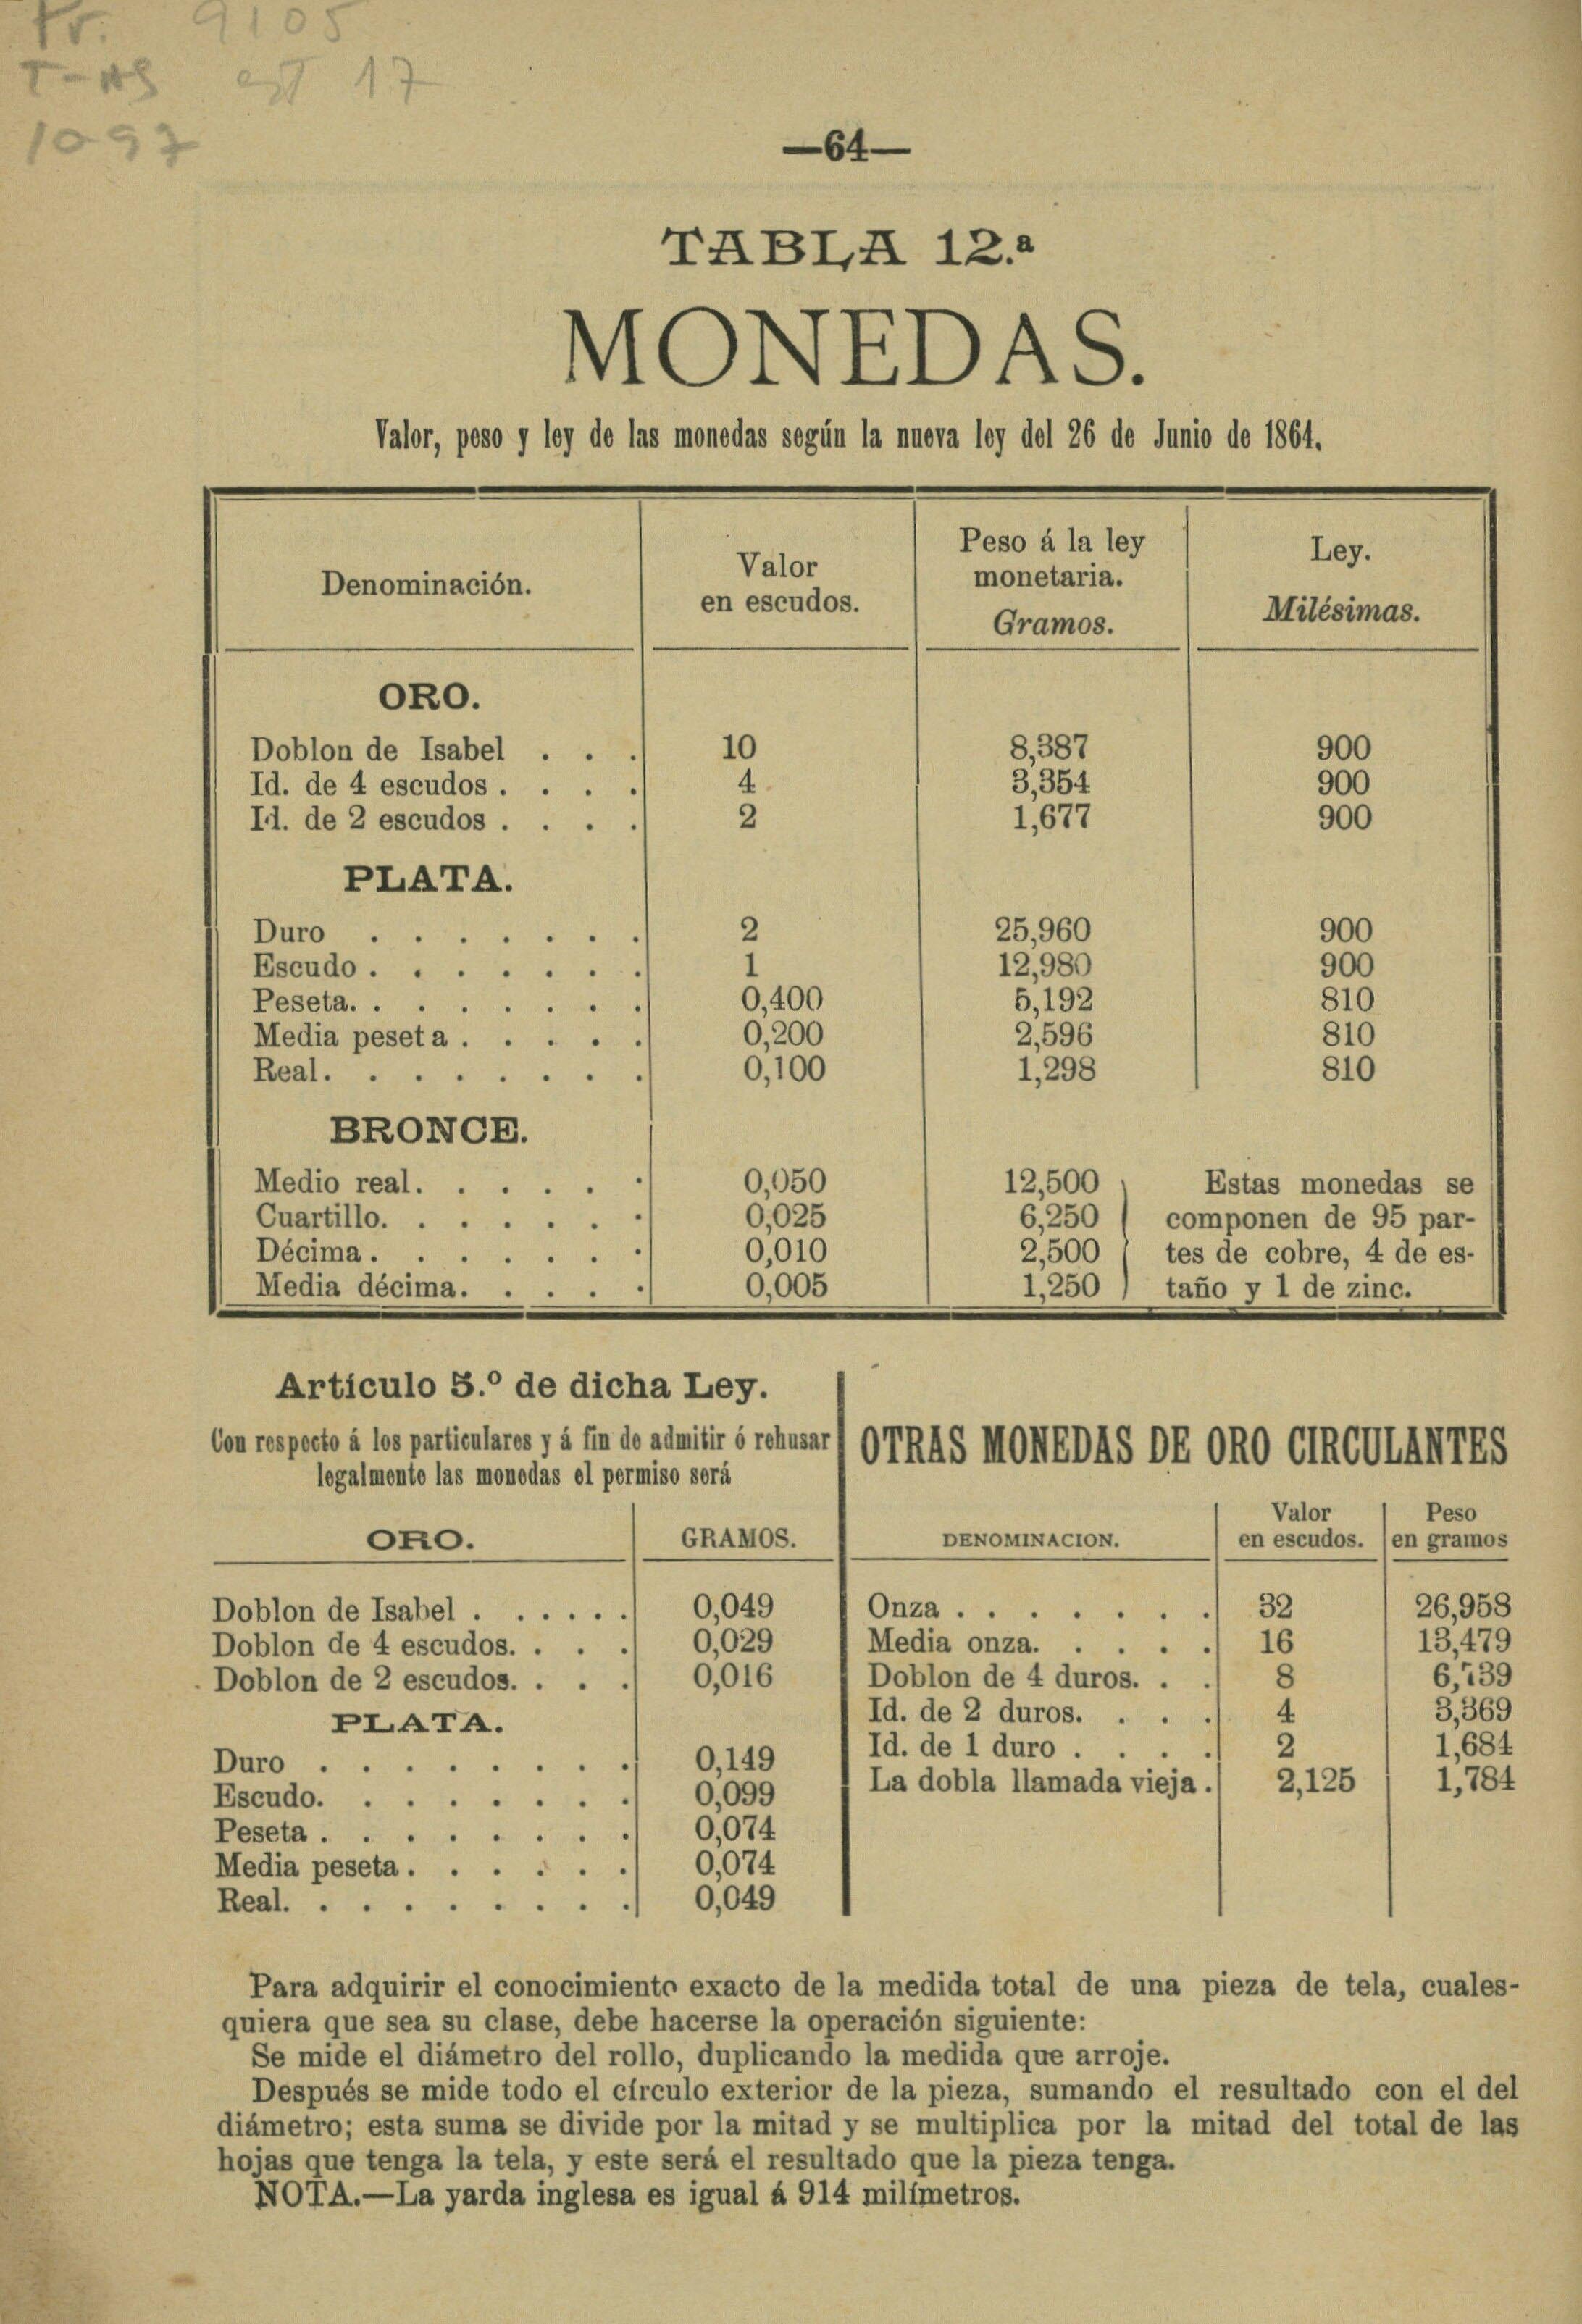 Pr. 9105
T-AS est 17
1097
—64—
TABLA 12.ª
MONEDAS.
Valor, peso y ley de las monedas según la nueva ley del 26 de Junio de 1864.
Denominación. Valor en escudos. Peso á la ley monetaria. Gramos. Ley. Milésimas.
ORO.
Doblon de Isabel . . . 10 8,387 900
Id. de 4 escudos . . . . 4 3,354 900
Id. de 2 escudos . . . . 2 1,677 900
PLATA.
Duro . . . . . . . 2 25,960 900
Escudo . . . . . . . 1 12,980 900
Peseta. . . . . . . . 0,400 5,192 810
Media peseta . . . . . 0,200 2,596 810
Real. . . . . . . . 0,100 1,298 810
BRONCE.
Medio real. . . . . . 0,050 12,500 Estas monedas se
Cuartillo. . . . . . . 0,025 6,250 componen de 95 par-
Décima . . . . . . . 0,010 2,500 tes de cobre, 4 de es-
Media décima. . . . . 0,005 1,250 taño y 1 de zinc.
Artículo 5.º de dicha Ley.
Con respecto á los particulares y á fin de admitir ó rehusar
legalmente las monedas el permiso será
ORO. GRAMOS.
Doblon de Isabel . . . . . . 0,049
Doblon de 4 escudos. . . . 0,029
Doblon de 2 escudos. . . . 0,016
PLATA.
Duro . . . . . . . . 0,149
Escudo. . . . . . . . 0,099
Peseta . . . . . . . . 0,074
Media peseta . . . . . . 0,074
Real. . . . . . . . . 0,049
OTRAS MONEDAS DE ORO CIRCULANTES
DENOMINACION. Valor en escudos. Peso en gramos
Onza . . . . . . . 32 26,958
Media onza. . . . . 16 13,479
Doblon de 4 duros. . . 8 6,739
Id. de 2 duros. . . . 4 3,369
Id. de 1 duro . . . . 2 1,684
La dobla llamada vieja . 2,125 1,784
Para adquirir el conocimiento exacto de la medida total de una pieza de tela, cuales-
quiera que sea su clase, debe hacerse la operación siguiente:
Se mide el diámetro del rollo, duplicando la medida que arroje.
Después se mide todo el círculo exterior de la pieza, sumando el resultado con el del
diámetro; esta suma se divide por la mitad y se multiplica por la mitad del total de las
hojas que tenga la tela, y este será el resultado que la pieza tenga.
NOTA.—La yarda inglesa es igual á 914 milímetros.